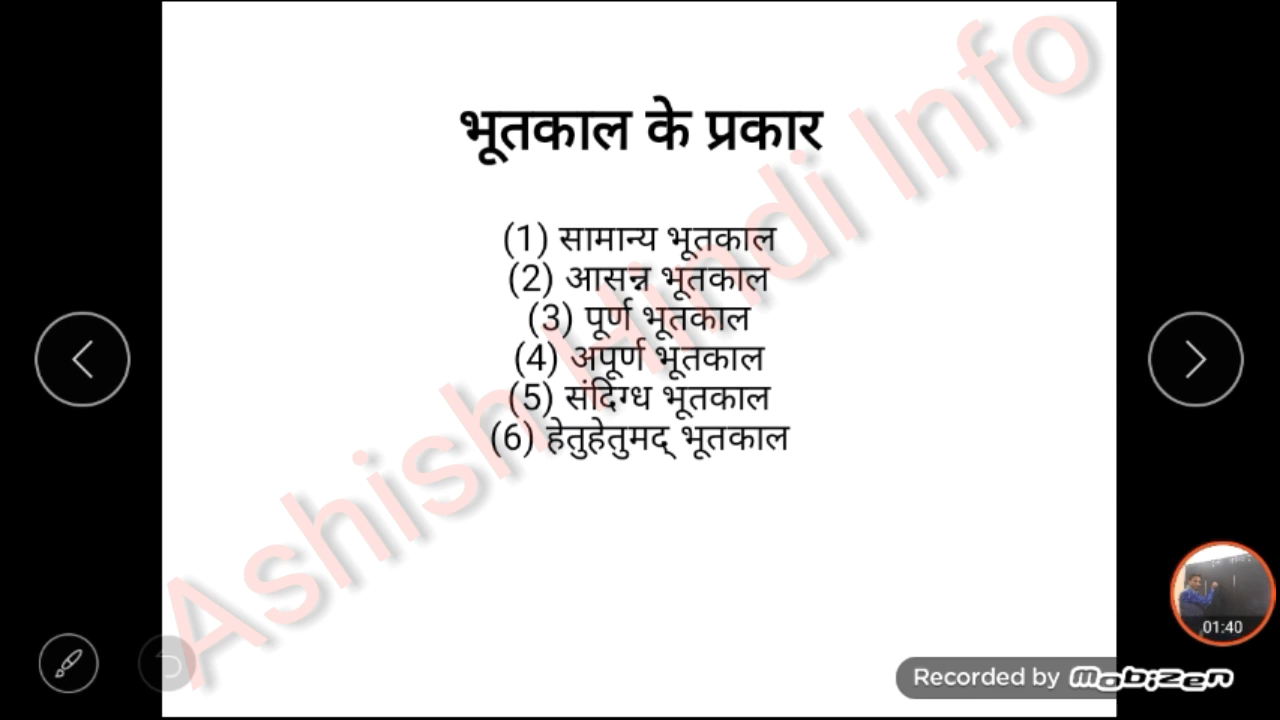 भूतकाल के प्रकार
(1) सामान्य भूतकाल
(2) आसन्न भूतकाल
(3) पूर्ण भूतकाल
(4) अपूर्ण भूतकाल
(5) संदिग्ध भूतकाल
(6) हेतुहेतुमद् भूतकाल
Ashish Hindi Info
01:40
Recorded by Mobizen